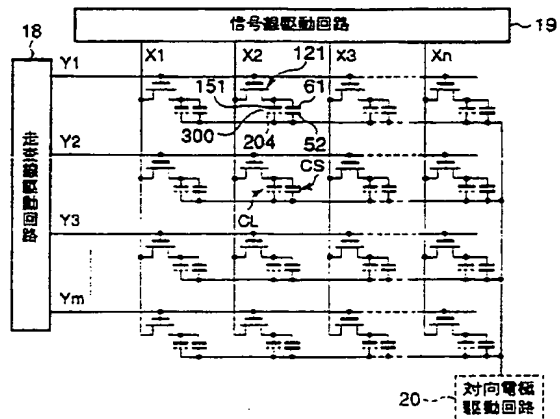 信号線駆動回路
19
18
走査線駆動回路
X1 X2 X3 Xn
Y1
121
151
61
300
204
52
Y2
CS
CL
Y3
Ym
20
対向電極
駆動回路